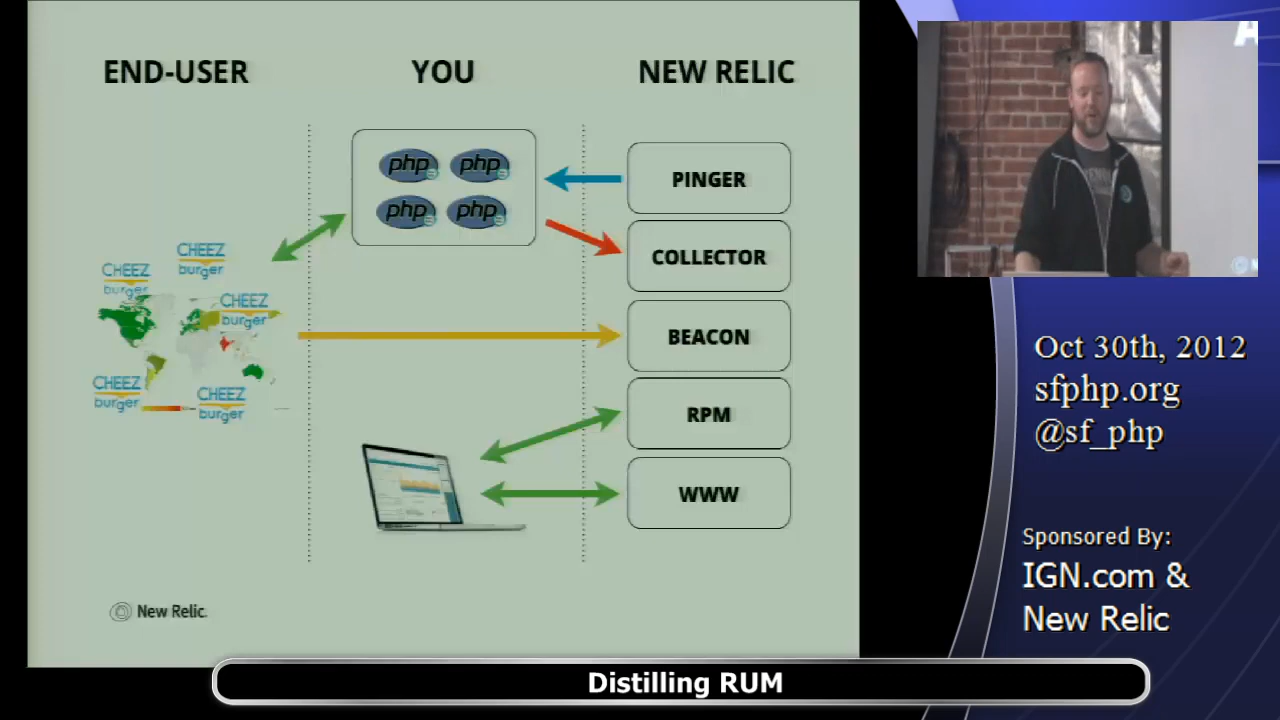 END-USER
YOU
NEW RELIC
php
php
php
php
PINGER
COLLECTOR
BEACON
RPM
WWW
CHEEZ
burger
CHEEZ
burger
CHEEZ
burger
CHEEZ
burger
CHEEZ
burger
New Relic.
Oct 30th, 2012
sfphp.org
@sf_php
Sponsored By:
IGN.com &
New Relic
Distilling RUM